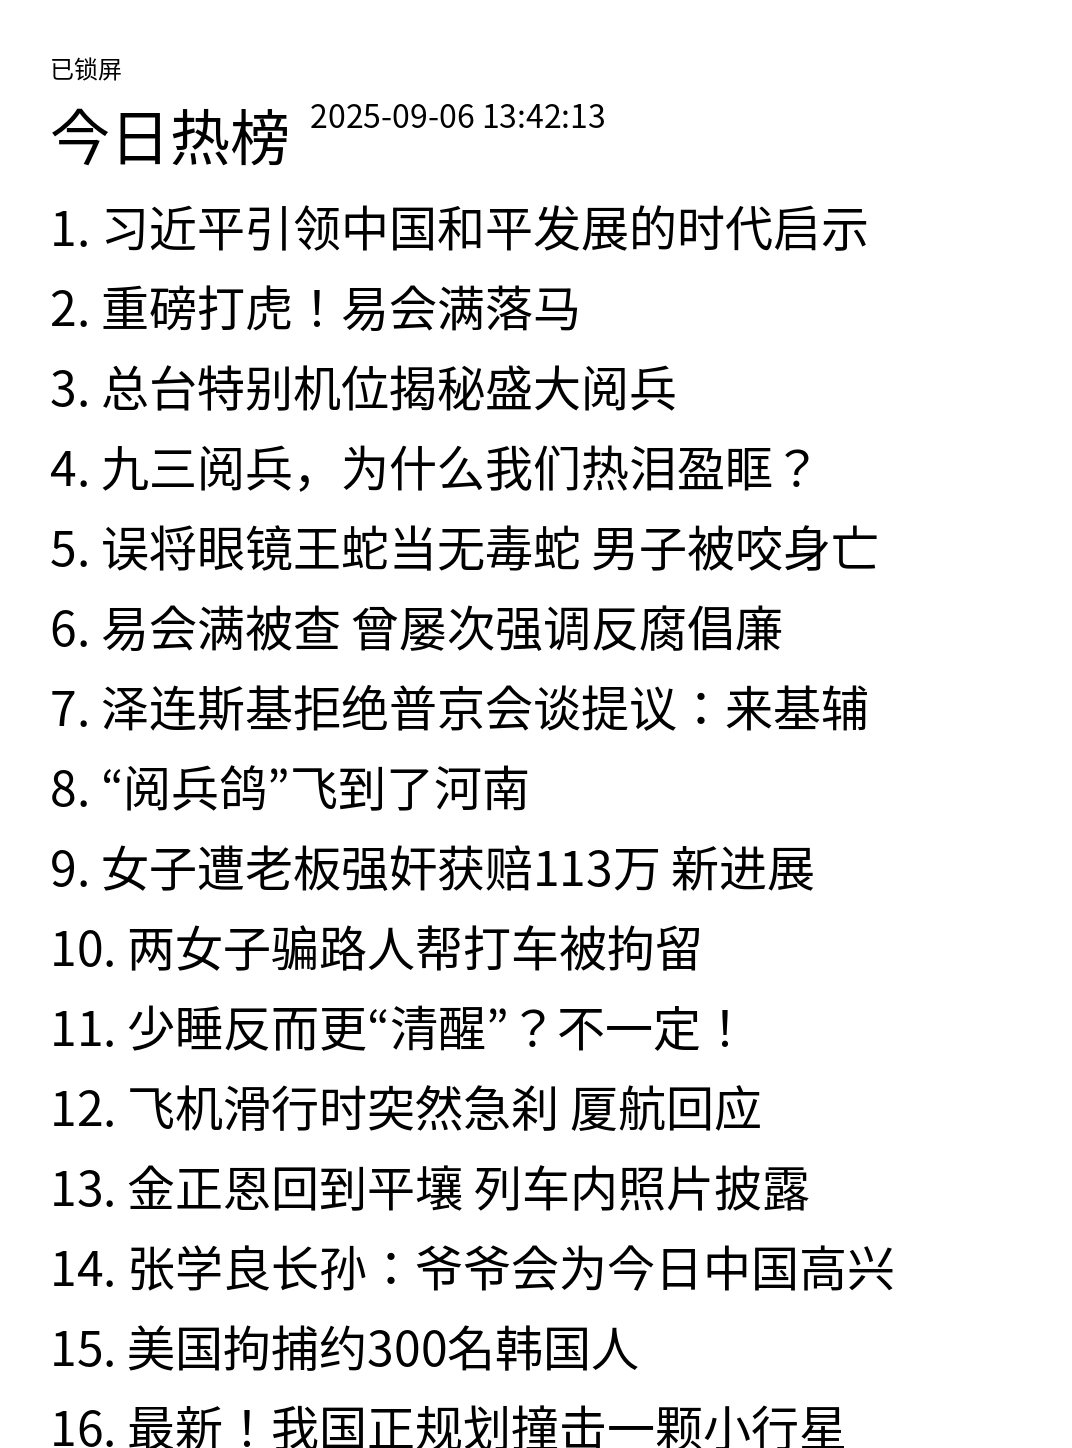 已锁屏
今日热榜 2025-09-06 13:42:13
1. 习近平引领中国和平发展的时代启示
2. 重磅打虎！易会满落马
3. 总台特别机位揭秘盛大阅兵
4. 九三阅兵，为什么我们热泪盈眶？
5. 误将眼镜王蛇当无毒蛇 男子被咬身亡
6. 易会满被查 曾屡次强调反腐倡廉
7. 泽连斯基拒绝普京会谈提议：来基辅
8. “阅兵鸽”飞到了河南
9. 女子遭老板强奸获赔113万 新进展
10. 两女子骗路人帮打车被拘留
11. 少睡反而更“清醒”？不一定！
12. 飞机滑行时突然急刹 厦航回应
13. 金正恩回到平壤 列车内照片披露
14. 张学良长孙：爷爷会为今日中国高兴
15. 美国拘捕约300名韩国人
16. 最新！我国正规划撞击一颗小行星